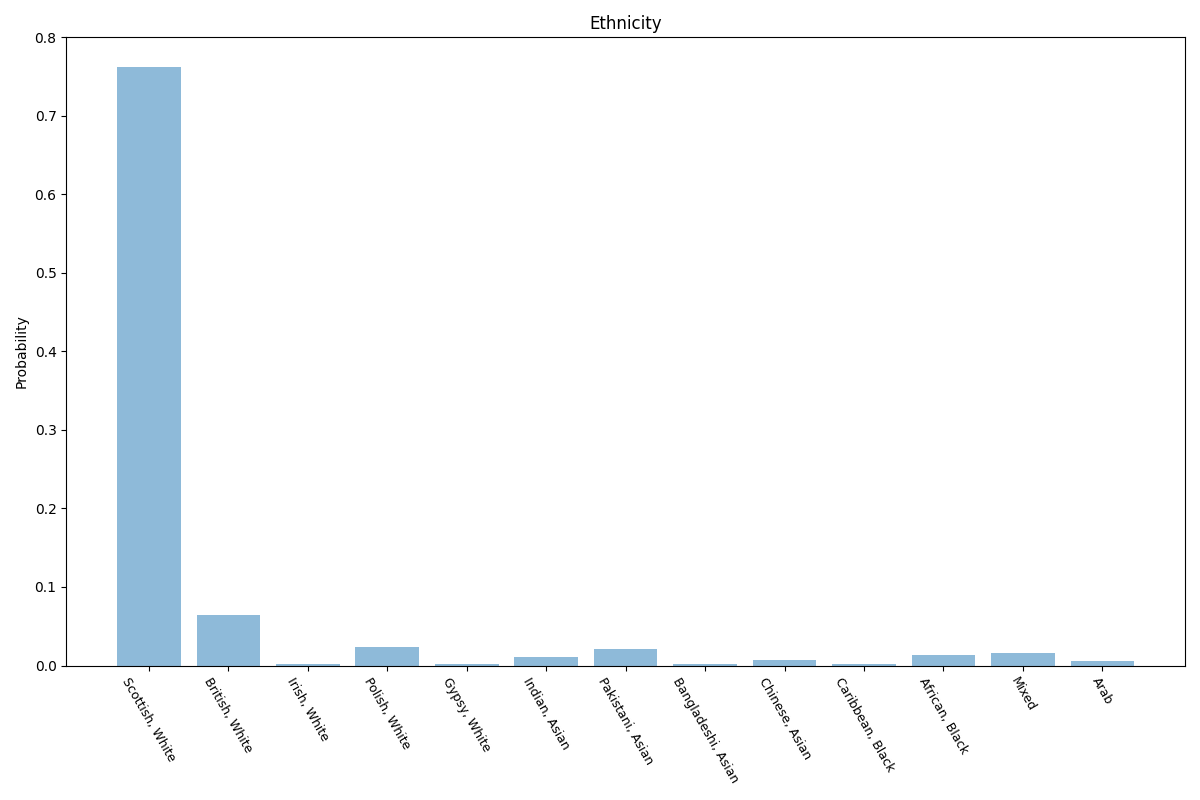 Ethnicity
0.8
0.7
0.6
0.5
0.4
0.3
0.2
0.1
0.0
Probability
Scottish, White
British, White
Irish, White
Polish, White
Gypsy, White
Indian, Asian
Pakistani, Asian
Bangladeshi, Asian
Chinese, Asian
Caribbean, Black
African, Black
Mixed
Arab